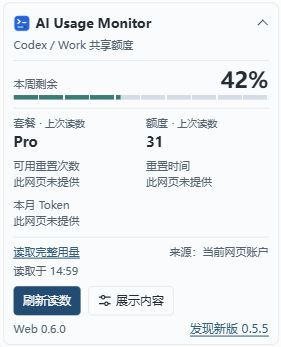 AI Usage Monitor
Codex / Work 共享额度
本周剩余 42%
套餐 · 上次读数 额度 · 上次读数
Pro 31
可用重置次数 重置时间
此网页未提供 此网页未提供
本月 Token
此网页未提供
读取完整用量 来源：当前网页账户
读取于 14:59
刷新读数 展示内容
Web 0.6.0 发现新版 0.5.5